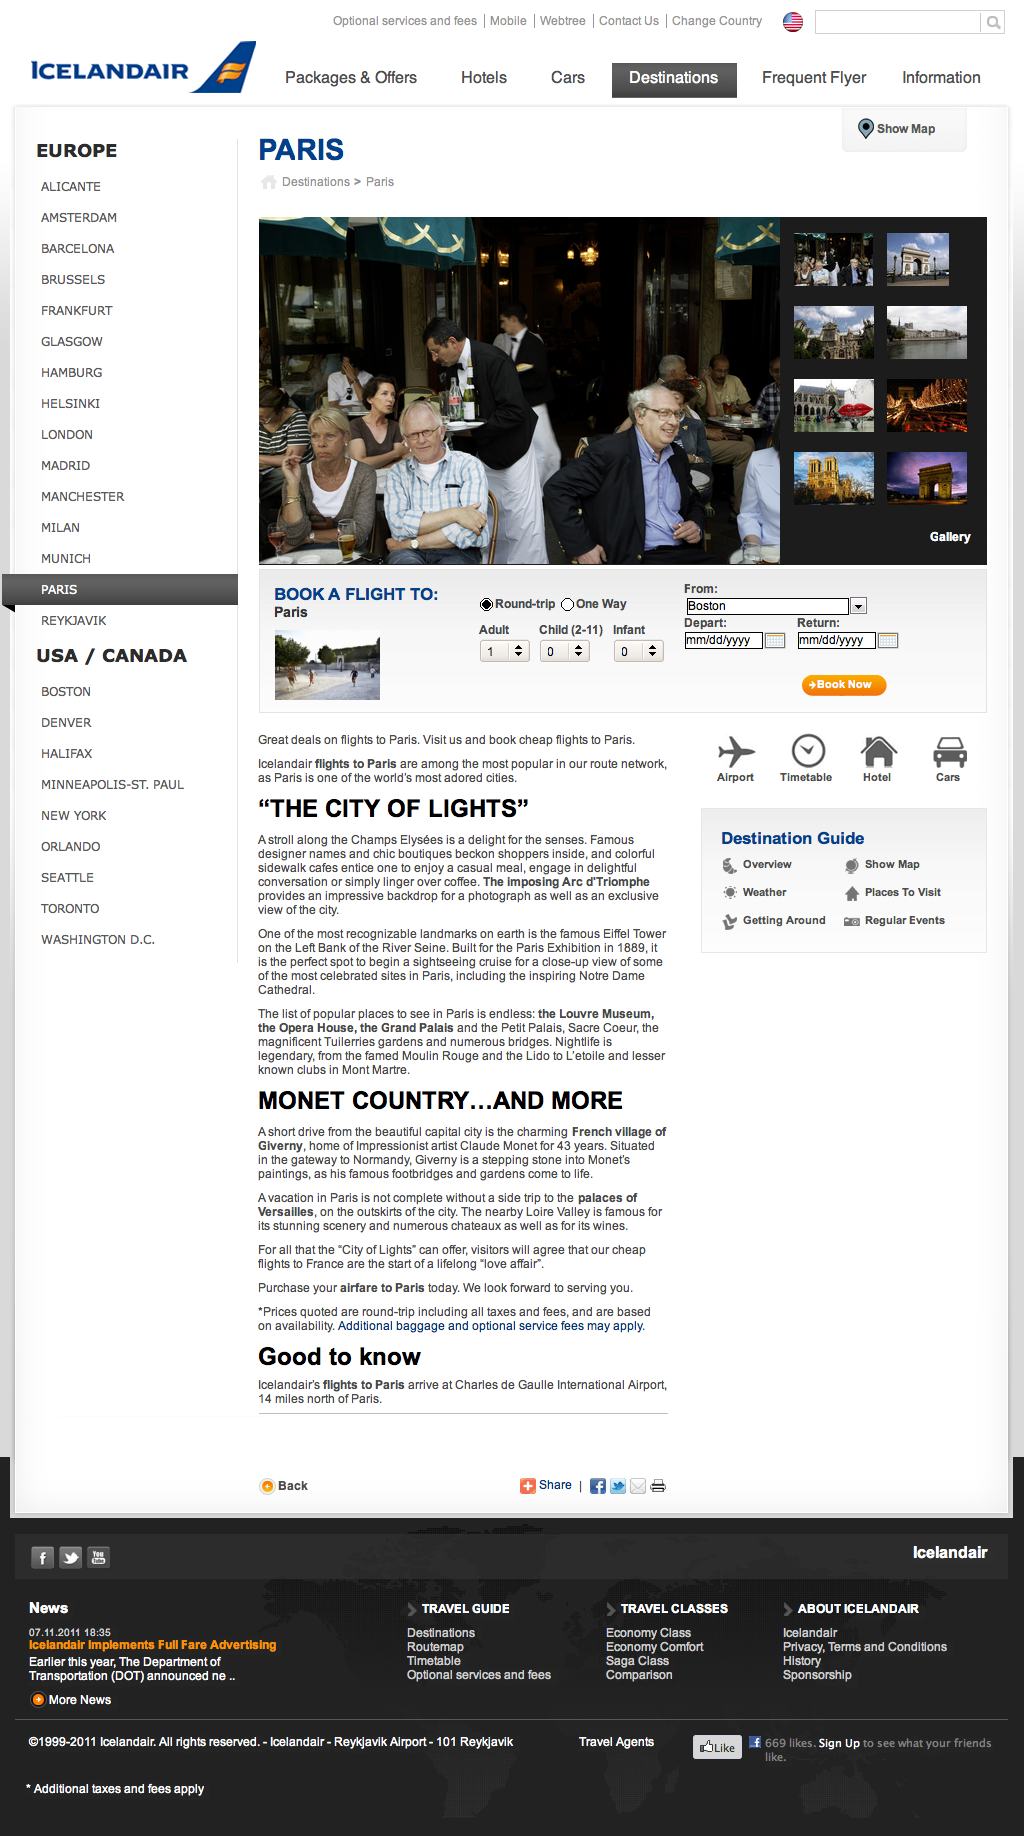 Optional services and fees | Mobile | Webtree | Contact Us | Change Country
ICELANDAIR
Packages & Offers Hotels Cars Destinations Frequent Flyer Information
Show Map
EUROPE
ALICANTE
AMSTERDAM
BARCELONA
BRUSSELS
FRANKFURT
GLASGOW
HAMBURG
HELSINKI
LONDON
MADRID
MANCHESTER
MILAN
MUNICH
PARIS
REYKJAVIK
USA / CANADA
BOSTON
DENVER
HALIFAX
MINNEAPOLIS-ST. PAUL
NEW YORK
ORLANDO
SEATTLE
TORONTO
WASHINGTON D.C.
PARIS
Destinations > Paris
Gallery
BOOK A FLIGHT TO:
Paris
Round-trip One Way
Adult Child (2-11) Infant
1 0 0
From:
Boston
Depart: Return:
mm/dd/yyyy mm/dd/yyyy
Book Now
Great deals on flights to Paris. Visit us and book cheap flights to Paris.
Icelandair flights to Paris are among the most popular in our route network,
as Paris is one of the world's most adored cities.
“THE CITY OF LIGHTS”
A stroll along the Champs Elysées is a delight for the senses. Famous
designer names and chic boutiques beckon shoppers inside, and colorful
sidewalk cafes entice one to enjoy a casual meal, engage in delightful
conversation or simply linger over coffee. The imposing Arc d'Triomphe
provides an impressive backdrop for a photograph as well as an exclusive
view of the city.
One of the most recognizable landmarks on earth is the famous Eiffel Tower
on the Left Bank of the River Seine. Built for the Paris Exhibition in 1889, it
is the perfect spot to begin a sightseeing cruise for a close-up view of some
of the most celebrated sites in Paris, including the inspiring Notre Dame
Cathedral.
The list of popular places to see in Paris is endless: the Louvre Museum,
the Opera House, the Grand Palais and the Petit Palais, Sacre Coeur, the
magnificent Tuilerries gardens and numerous bridges. Nightlife is
legendary, from the famed Moulin Rouge and the Lido to L'etoile and lesser
known clubs in Mont Martre.
MONET COUNTRY…AND MORE
A short drive from the beautiful capital city is the charming French village of
Giverny, home of Impressionist artist Claude Monet for 43 years. Situated
in the gateway to Normandy, Giverny is a stepping stone into Monet's
paintings, as his famous footbridges and gardens come to life.
A vacation in Paris is not complete without a side trip to the palaces of
Versailles, on the outskirts of the city. The nearby Loire Valley is famous for
its stunning scenery and numerous chateaux as well as for its wines.
For all that the “City of Lights” can offer, visitors will agree that our cheap
flights to France are the start of a lifelong “love affair”.
Purchase your airfare to Paris today. We look forward to serving you.
*Prices quoted are round-trip including all taxes and fees, and are based
on availability. Additional baggage and optional service fees may apply.
Good to know
Icelandair's flights to Paris arrive at Charles de Gaulle International Airport,
14 miles north of Paris.
Back
Share |
Airport Timetable Hotel Cars
Destination Guide
Overview Show Map
Weather Places To Visit
Getting Around Regular Events
Icelandair
News
07.11.2011 18:35
Icelandair Implements Full Fare Advertising
Earlier this year, The Department of
Transportation (DOT) announced ne ..
More News
TRAVEL GUIDE
Destinations
Routemap
Timetable
Optional services and fees
TRAVEL CLASSES
Economy Class
Economy Comfort
Saga Class
Comparison
ABOUT ICELANDAIR
Icelandair
Privacy, Terms and Conditions
History
Sponsorship
©1999-2011 Icelandair. All rights reserved. - Icelandair - Reykjavik Airport - 101 Reykjavik
Travel Agents
Like
669 likes. Sign Up to see what your friends
like.
* Additional taxes and fees apply